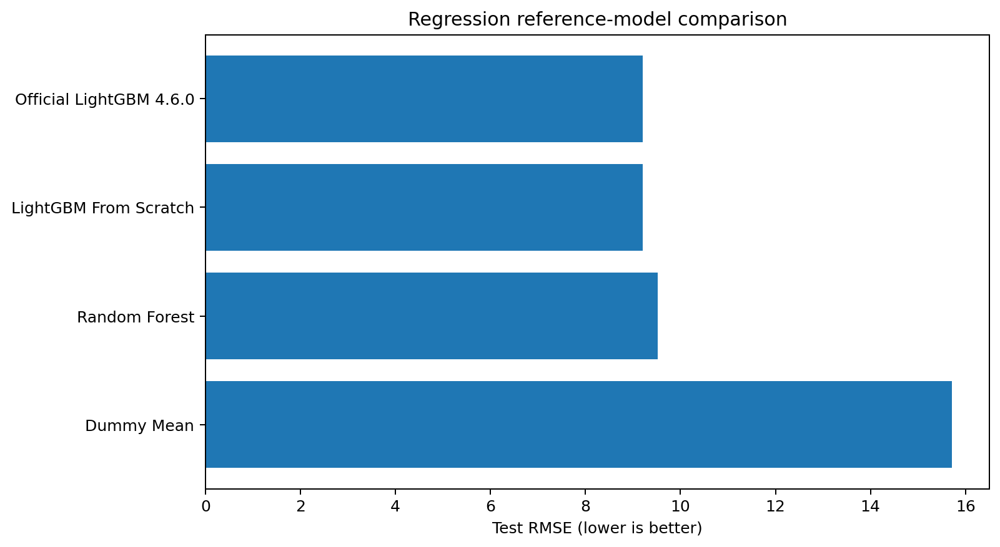 Regression reference-model comparison
Official LightGBM 4.6.0
LightGBM From Scratch
Random Forest
Dummy Mean
0 2 4 6 8 10 12 14 16
Test RMSE (lower is better)